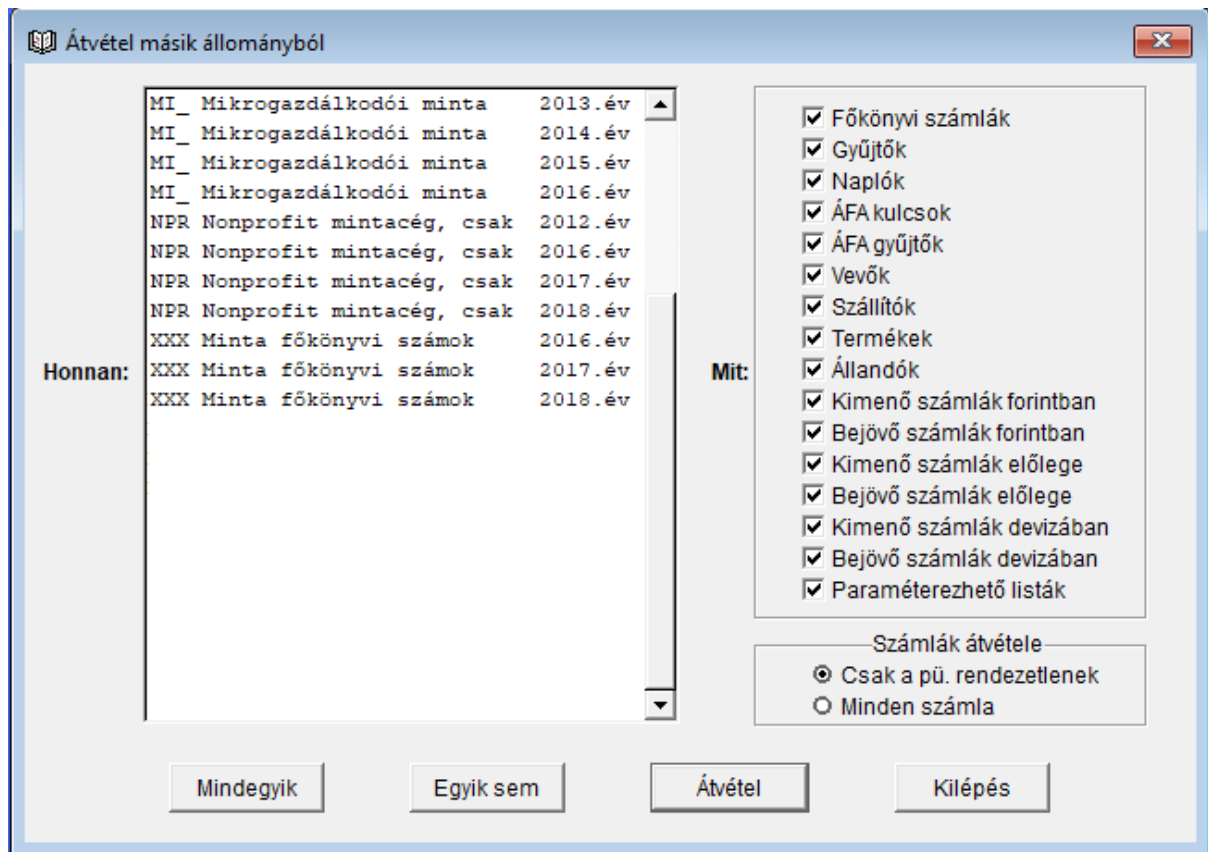 Átvétel másik állományból
MI_ Mikrogazdálkodói minta 2013.év
MI_ Mikrogazdálkodói minta 2014.év
MI_ Mikrogazdálkodói minta 2015.év
MI_ Mikrogazdálkodói minta 2016.év
NPR Nonprofit mintacég, csak 2012.év
NPR Nonprofit mintacég, csak 2016.év
NPR Nonprofit mintacég, csak 2017.év
NPR Nonprofit mintacég, csak 2018.év
XXX Minta főkönyvi számok 2016.év
XXX Minta főkönyvi számok 2017.év
XXX Minta főkönyvi számok 2018.év
Honnan:
Mit:
Főkönyvi számlák
Gyűjtők
Naplók
ÁFA kulcsok
ÁFA gyűjtők
Vevők
Szállítók
Termékek
Állandók
Kimenő számlák forintban
Bejövő számlák forintban
Kimenő számlák előlege
Bejövő számlák előlege
Kimenő számlák devizában
Bejövő számlák devizában
Paraméterezhető listák
Számlák átvétele
Csak a pü. rendezetlenek
Minden számla
Mindegyik
Egyik sem
Átvétel
Kilépés